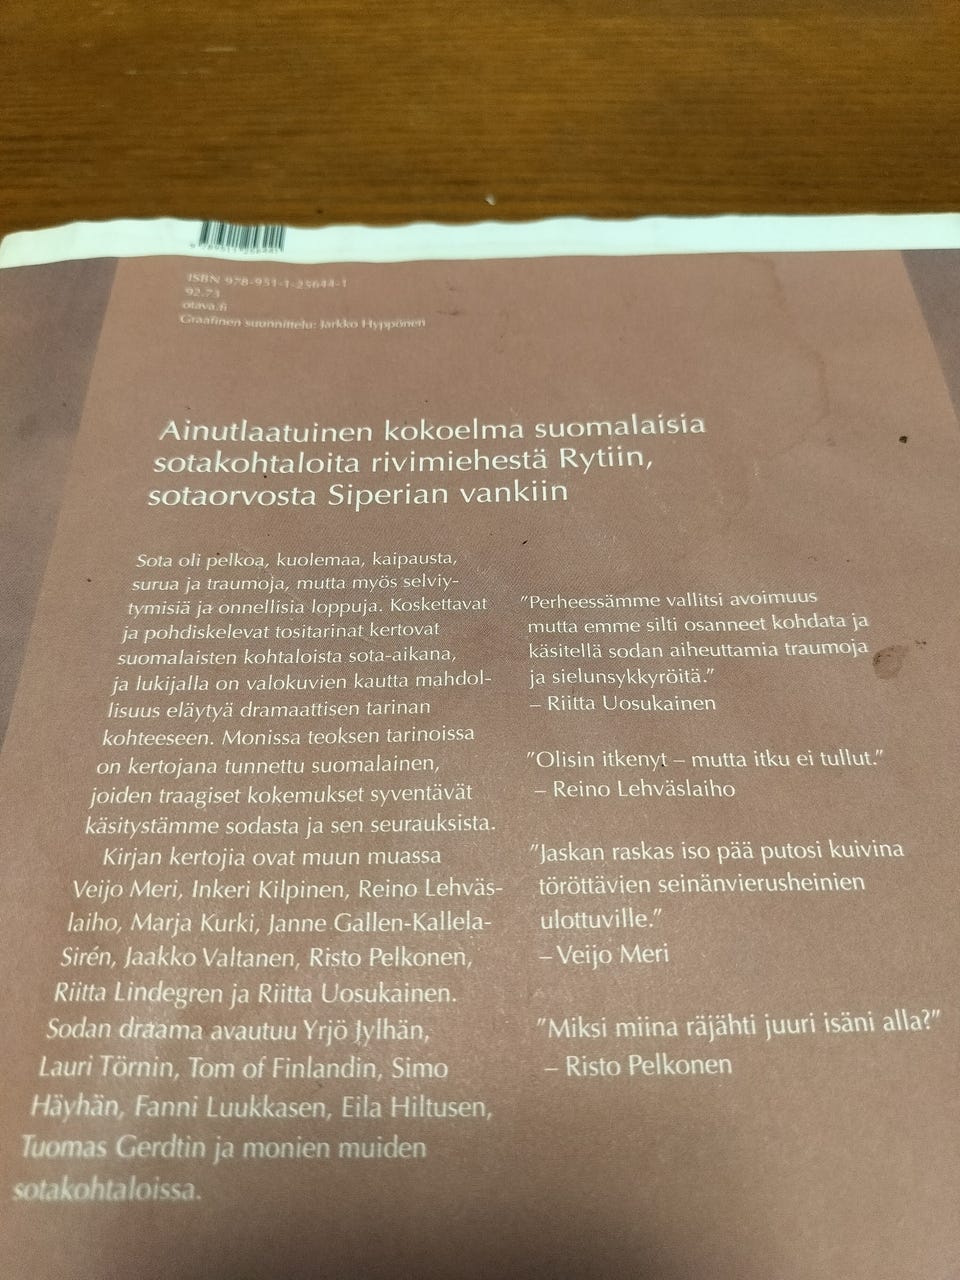 ISBN 978-951-1-25644-1
92.73
otava.fi
Graafinen suunnittelu: Jarkko Hyppönen
Ainutlaatuinen kokoelma suomalaisia
sotakohtaloita rivimiehestä Rytiin,
sotaorvosta Siperian vankiin
Sota oli pelkoa, kuolemaa, kaipausta,
surua ja traumoja, mutta myös selviy-
tymisiä ja onnellisia loppuja. Koskettavat
ja pohdiskelevat tositarinat kertovat
suomalaisten kohtaloista sota-aikana,
ja lukijalla on valokuvien kautta mahdol-
lisuus eläytyä dramaattisen tarinan
kohteeseen. Monissa teoksen tarinoissa
on kertojana tunnettu suomalainen,
joiden traagiset kokemukset syventävät
käsitystämme sodasta ja sen seurauksista.
Kirjan kertojia ovat muun muassa
Veijo Meri, Inkeri Kilpinen, Reino Lehväs-
laiho, Marja Kurki, Janne Gallen-Kallela-
Sirén, Jaakko Valtanen, Risto Pelkonen,
Riitta Lindegren ja Riitta Uosukainen.
Sodan draama avautuu Yrjö Jylhän,
Lauri Törnin, Tom of Finlandin, Simo
Häyhän, Fanni Luukkasen, Eila Hiltusen,
Tuomas Gerdtin ja monien muiden
sotakohtaloissa.
"Perheessämme vallitsi avoimuus
mutta emme silti osanneet kohdata ja
käsitellä sodan aiheuttamia traumoja
ja sielunsykkyröitä."
– Riitta Uosukainen
"Olisin itkenyt – mutta itku ei tullut."
– Reino Lehväslaiho
"Jaskan raskas iso pää putosi kuivina
töröttävien seinänvierusheinien
ulottuville."
– Veijo Meri
"Miksi miina räjähti juuri isäni alla?"
– Risto Pelkonen